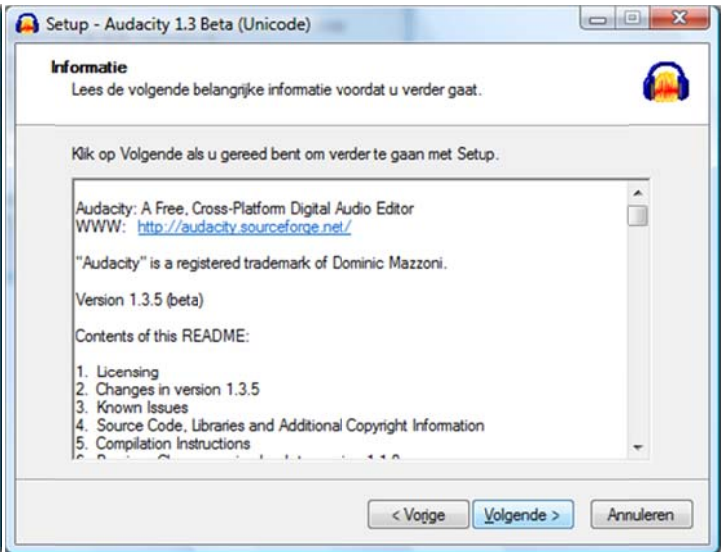 Setup - Audacity 1.3 Beta (Unicode)
Informatie
Lees de volgende belangrijke informatie voordat u verder gaat.
Klik op Volgende als u gereed bent om verder te gaan met Setup.
Audacity: A Free, Cross-Platform Digital Audio Editor
WWW: http://audacity.sourceforge.net/
"Audacity" is a registered trademark of Dominic Mazzoni.
Version 1.3.5 (beta)
Contents of this README:
1. Licensing
2. Changes in version 1.3.5
3. Known Issues
4. Source Code, Libraries and Additional Copyright Information
5. Compilation Instructions
< Vorige
Volgende >
Annuleren